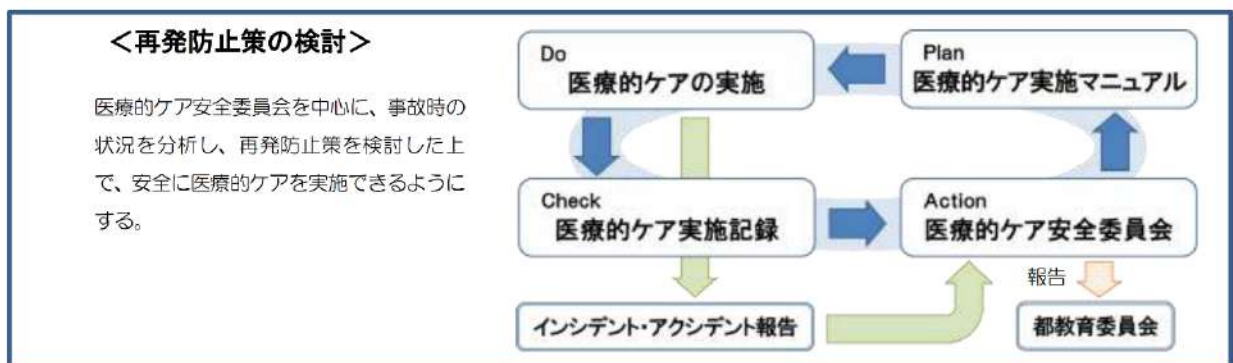 ＜再発防止策の検討＞
医療的ケア安全委員会を中心に、事故時の
状況を分析し、再発防止策を検討した上
で、安全に医療的ケアを実施できるように
する。
Do
医療的ケアの実施
Plan
医療的ケア実施マニュアル
Check
医療的ケア実施記録
Action
医療的ケア安全委員会
報告
インシデント・アクシデント報告
都教育委員会